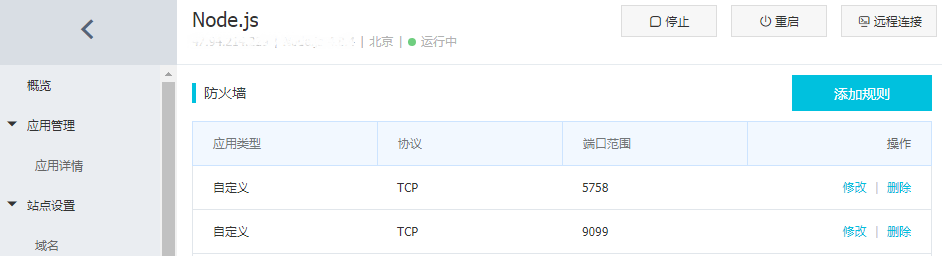 Node.js
停止
重启
远程连接
| 北京 | 运行中
概览
应用管理
应用详情
站点设置
域名
防火墙
添加规则
应用类型 协议 端口范围 操作
自定义 TCP 5758 修改 | 删除
自定义 TCP 9099 修改 | 删除